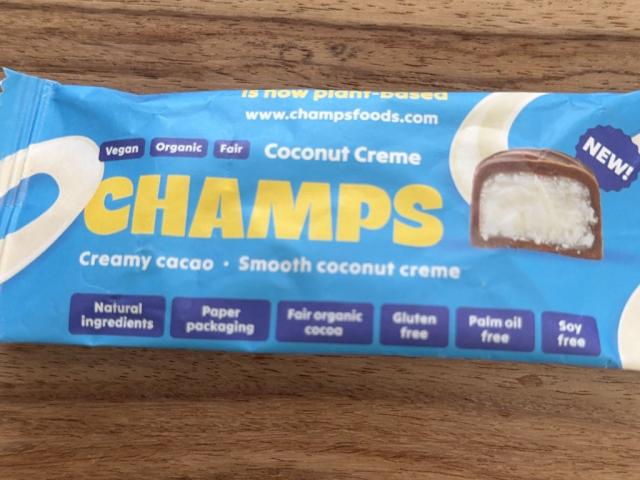 is now plant-based
www.champsfoods.com
Vegan Organic Fair Coconut Creme
NEW!
CHAMPS
Creamy cacao · Smooth coconut creme
Natural ingredients
Paper packaging
Fair organic cocoa
Gluten free
Palm oil free
Soy free